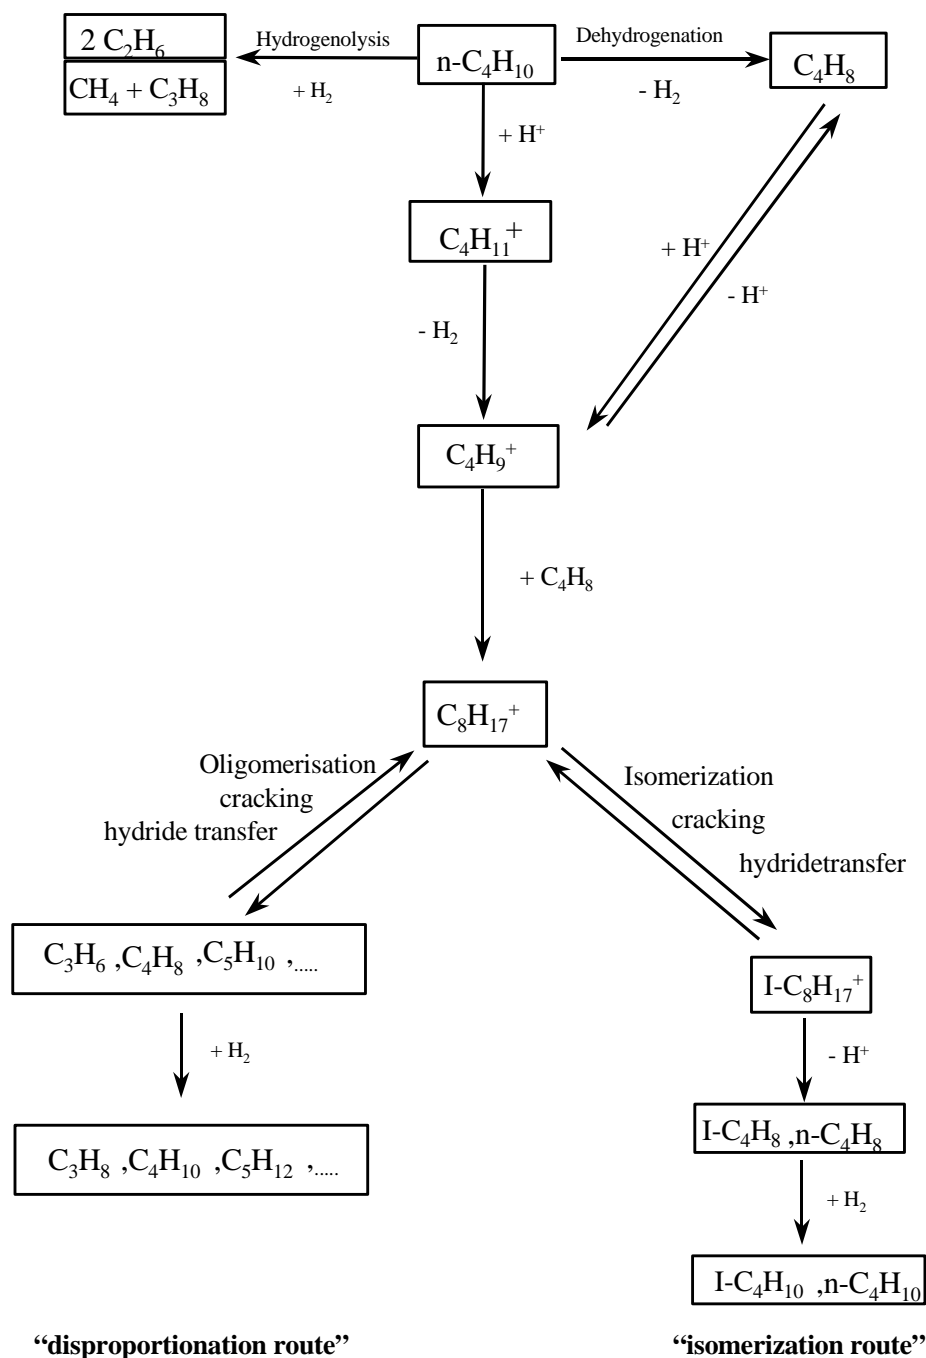 2 C₂H₆
Hydrogenolysis
n-C₄H₁₀
Dehydrogenation
C₄H₈
CH₄ + C₃H₈
+ H₂
- H₂
+ H⁺
C₄H₁₁⁺
+ H⁺
- H⁺
- H₂
C₄H₉⁺
+ C₄H₈
C₈H₁₇⁺
Oligomerisation
cracking
hydride transfer
Isomerization
cracking
hydridetransfer
C₃H₆ ,C₄H₈ ,C₅H₁₀ ,.....
I-C₈H₁₇⁺
+ H₂
- H⁺
I-C₄H₈ ,n-C₄H₈
C₃H₈ ,C₄H₁₀ ,C₅H₁₂ ,.....
+ H₂
I-C₄H₁₀ ,n-C₄H₁₀
“disproportionation route”
“isomerization route”